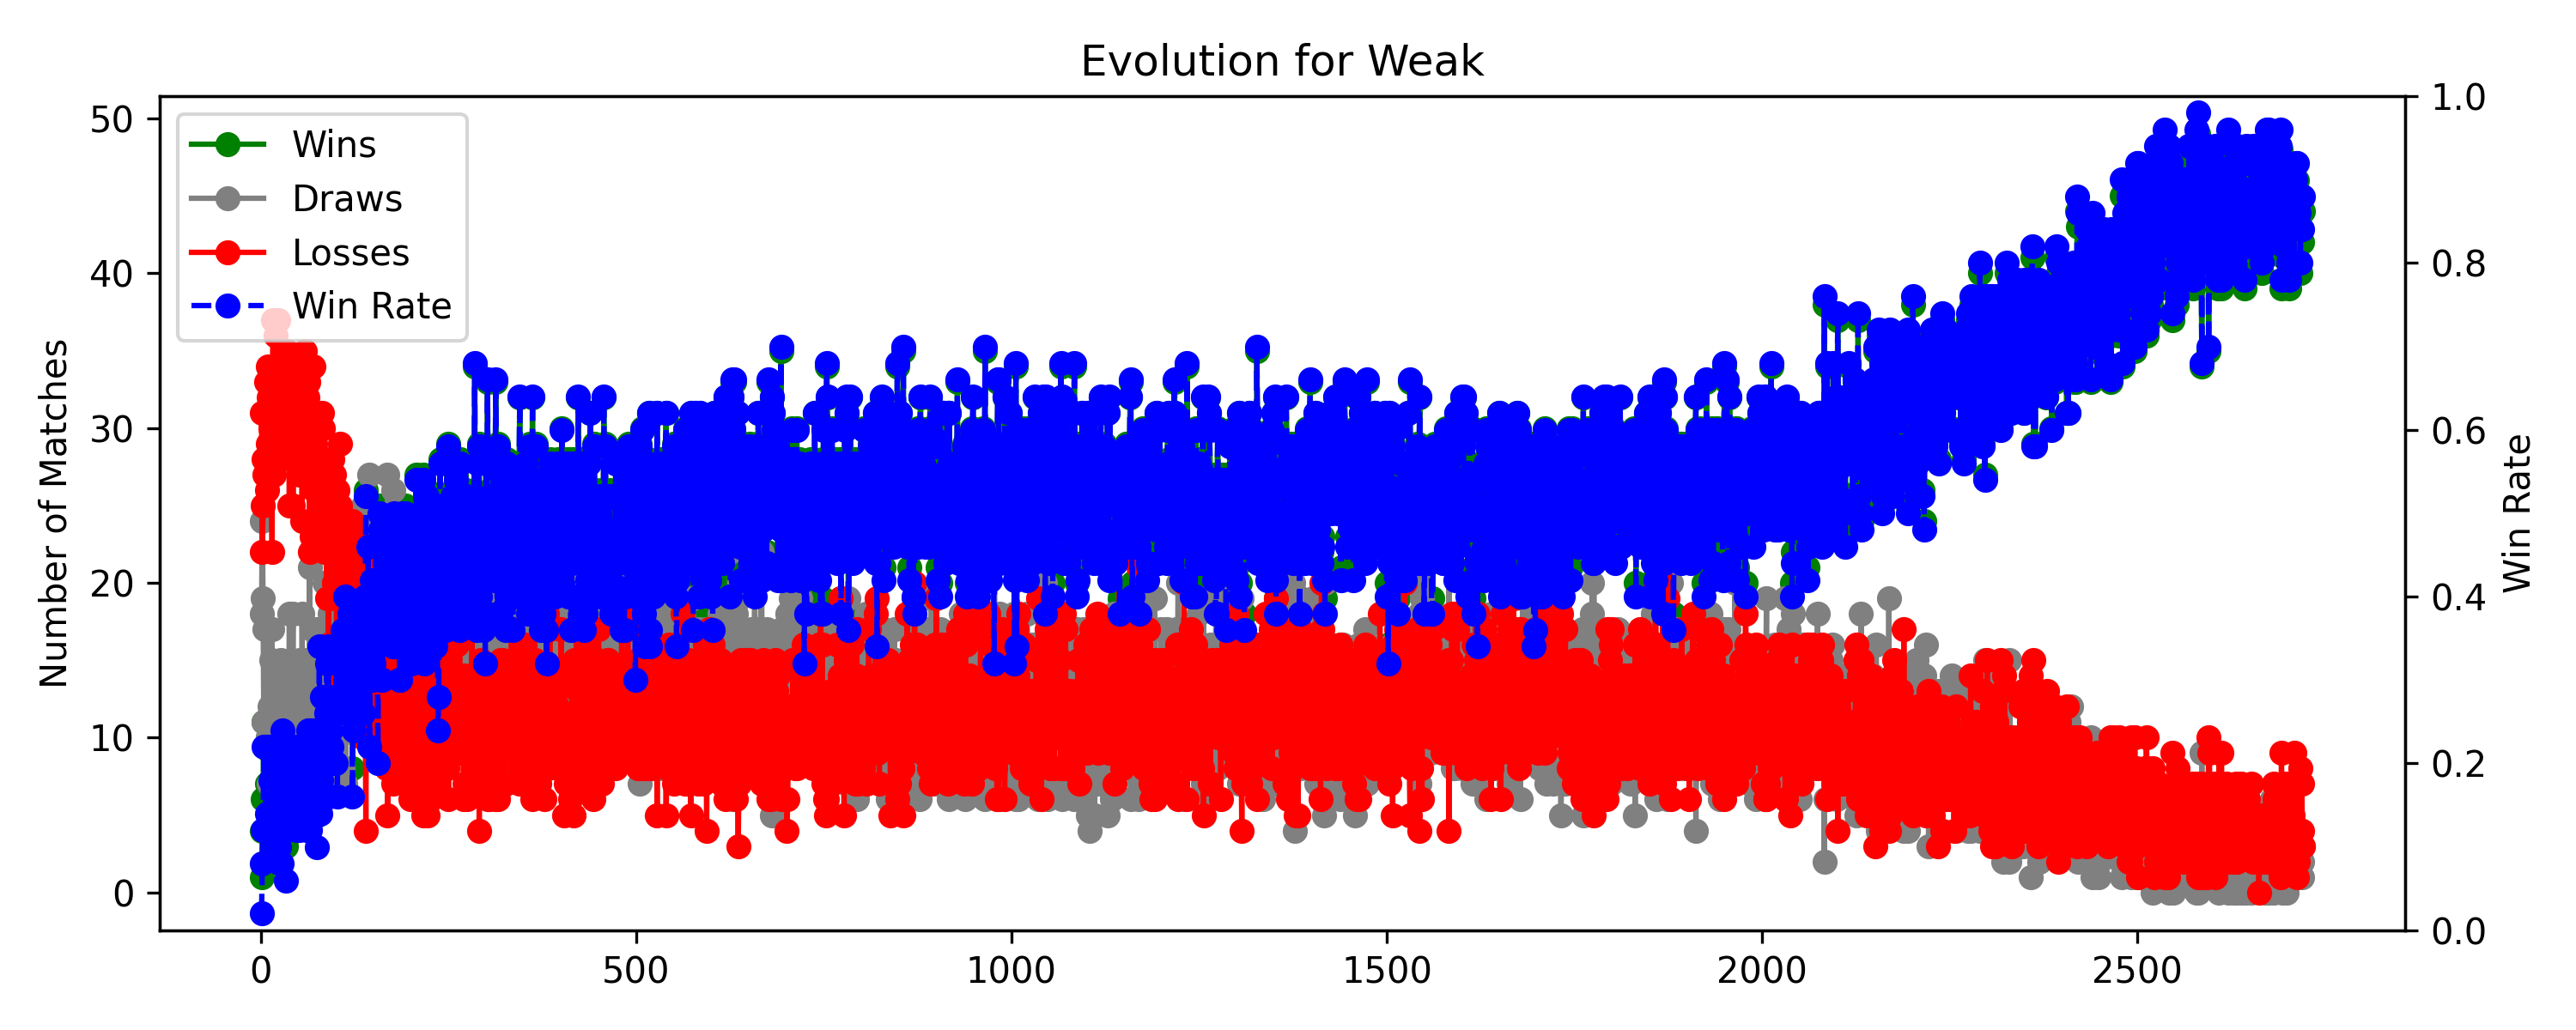 Evolution for Weak
50
40
30
20
10
0
Number of Matches
Wins
Draws
Losses
Win Rate
1.0
0.8
0.6
0.4
0.2
0.0
Win Rate
0 500 1000 1500 2000 2500